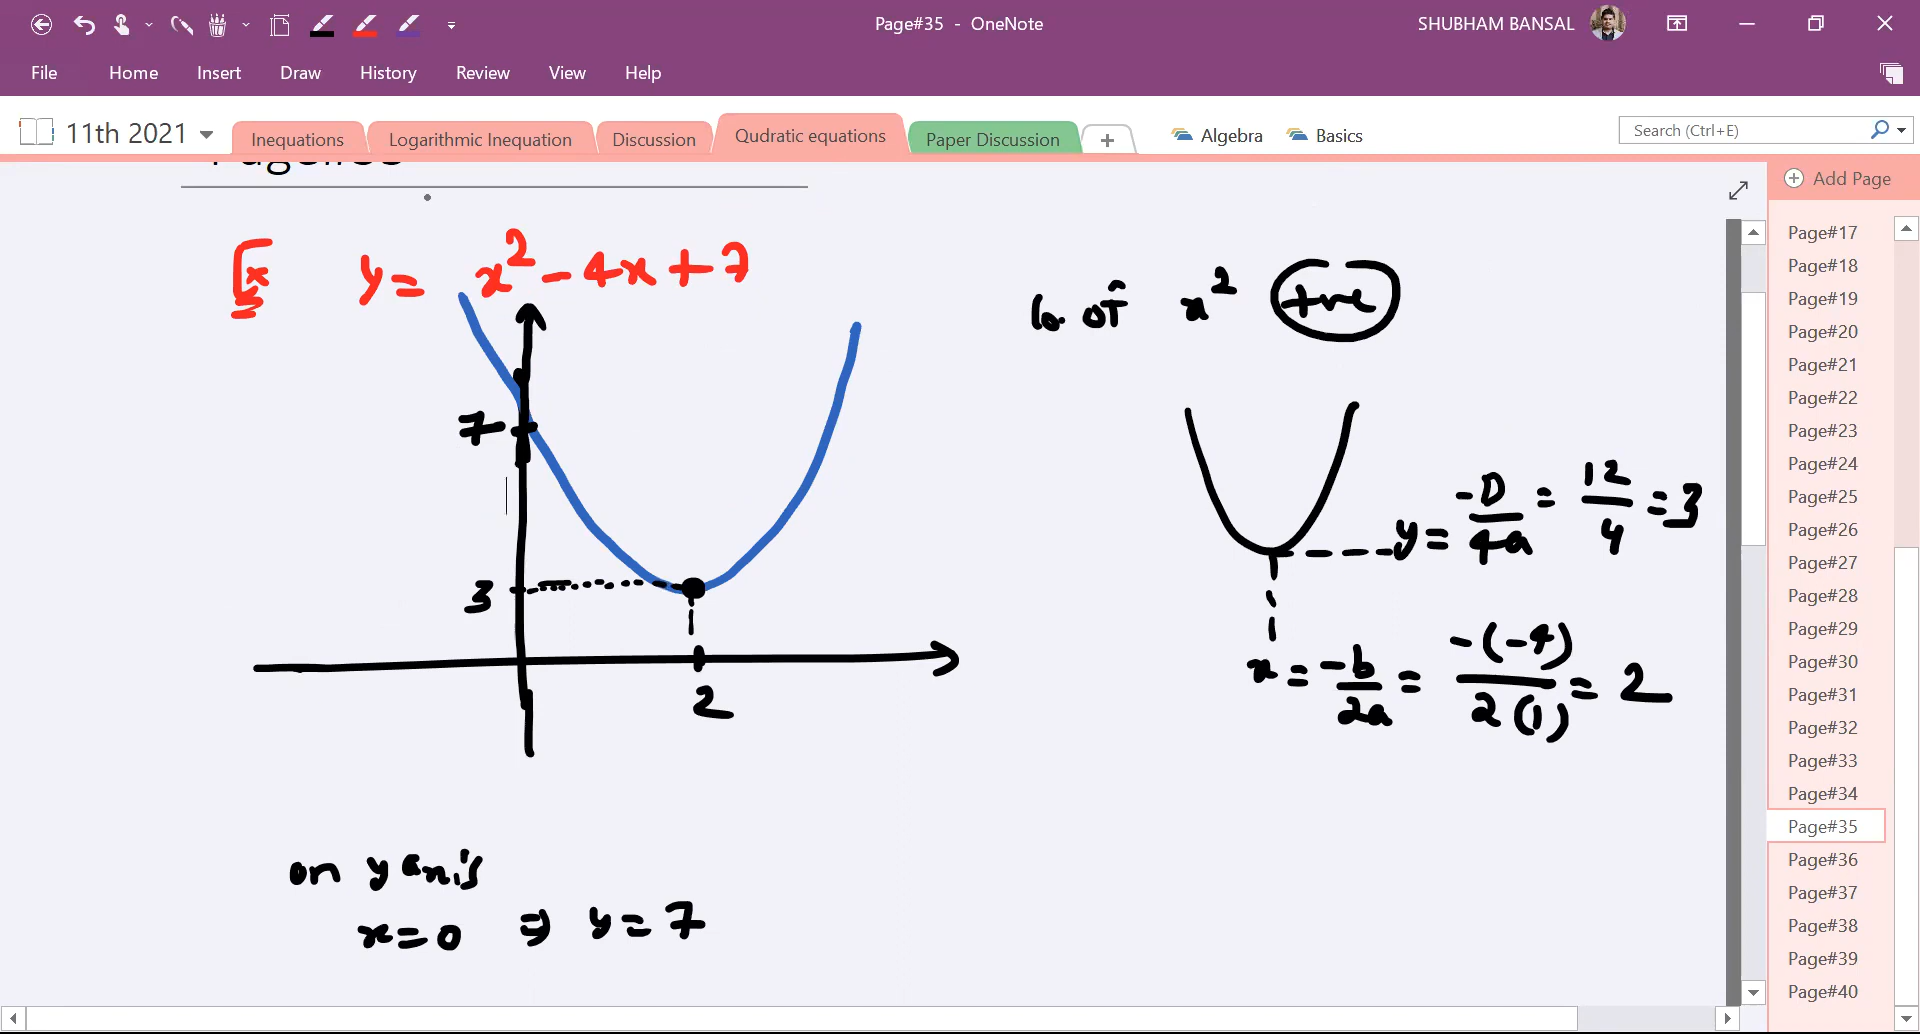 Page#35 - OneNote
SHUBHAM BANSAL
File Home Insert Draw History Review View Help
11th 2021
Inequations
Logarithmic Inequation
Discussion
Qudratic equations
Paper Discussion
Algebra
Basics
Search (Ctrl+E)
Add Page
Ex y = x² - 4x + 7
Co. of x² +ve
7
3
2
y = -D/4a = 12/4 = 3
x = -b/2a = -(-4)/2(1) = 2
on y axis
x = 0 ⇒ y = 7
Page#17
Page#18
Page#19
Page#20
Page#21
Page#22
Page#23
Page#24
Page#25
Page#26
Page#27
Page#28
Page#29
Page#30
Page#31
Page#32
Page#33
Page#34
Page#35
Page#36
Page#37
Page#38
Page#39
Page#40